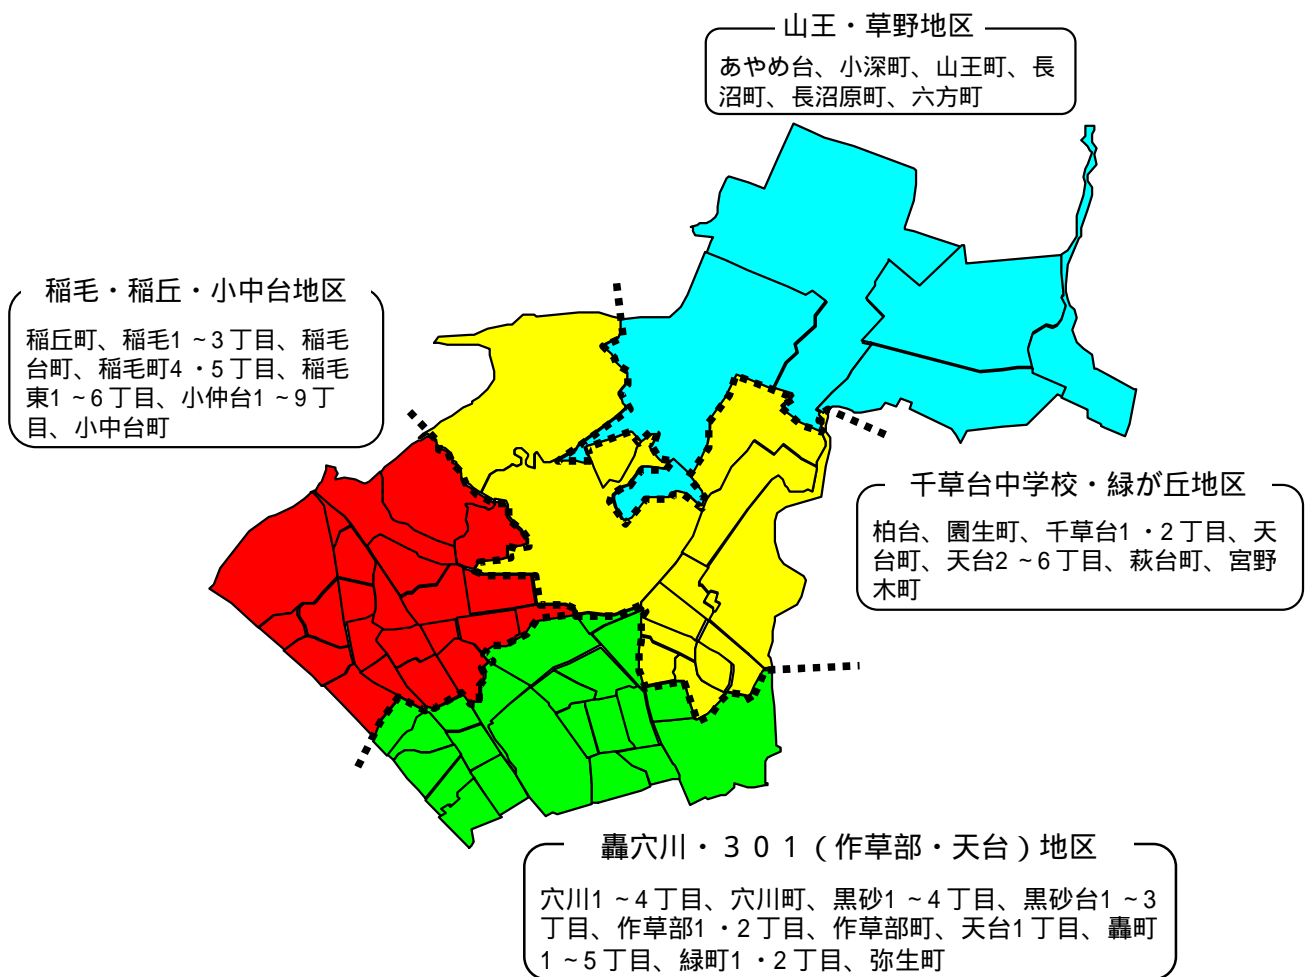 山王・草野地区
あやめ台、小深町、山王町、長
沼町、長沼原町、六方町
稲毛・稲丘・小中台地区
稲丘町、稲毛1~3丁目、稲毛
台町、稲毛町4・5丁目、稲毛
東1~6丁目、小仲台1~9丁
目、小中台町
千草台中学校・緑が丘地区
柏台、園生町、千草台1・2丁目、天
台町、天台2~6丁目、萩台町、宮野
木町
轟穴川・301(作草部・天台)地区
穴川1~4丁目、穴川町、黒砂1~4丁目、黒砂台1~3
丁目、作草部1・2丁目、作草部町、天台1丁目、轟町
1~5丁目、緑町1・2丁目、弥生町